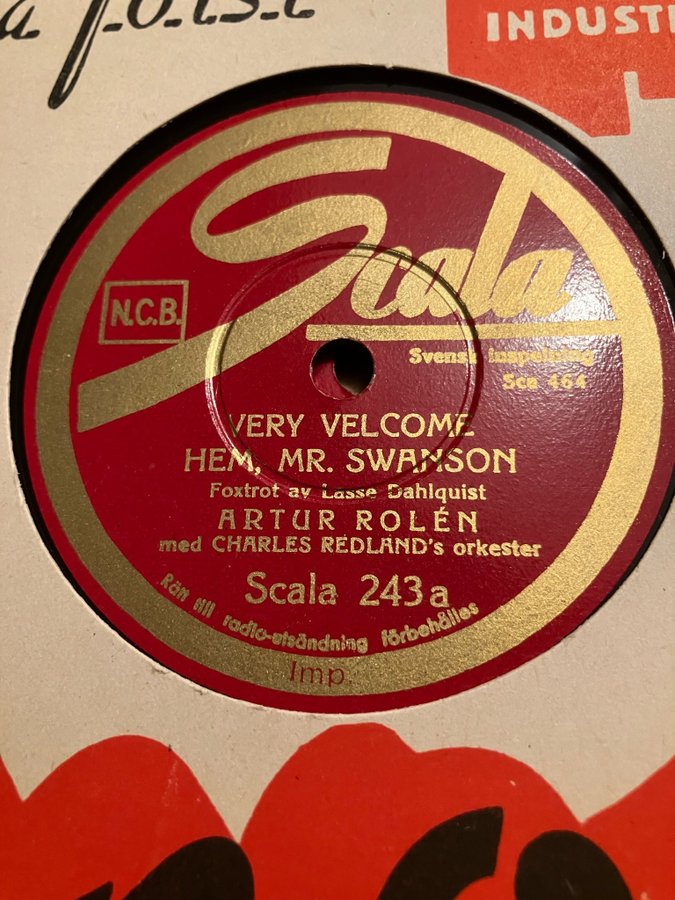 INDUST
Scala
N.C.B.
Svensk inspelning
Sca 464
VERY VELCOME
HEM, MR. SWANSON
Foxtrot av Lasse Dahlquist
ARTUR ROLÉN
med CHARLES REDLAND's orkester
Scala 243a
Rätt till radio-utsändning förbehålles
Imp.